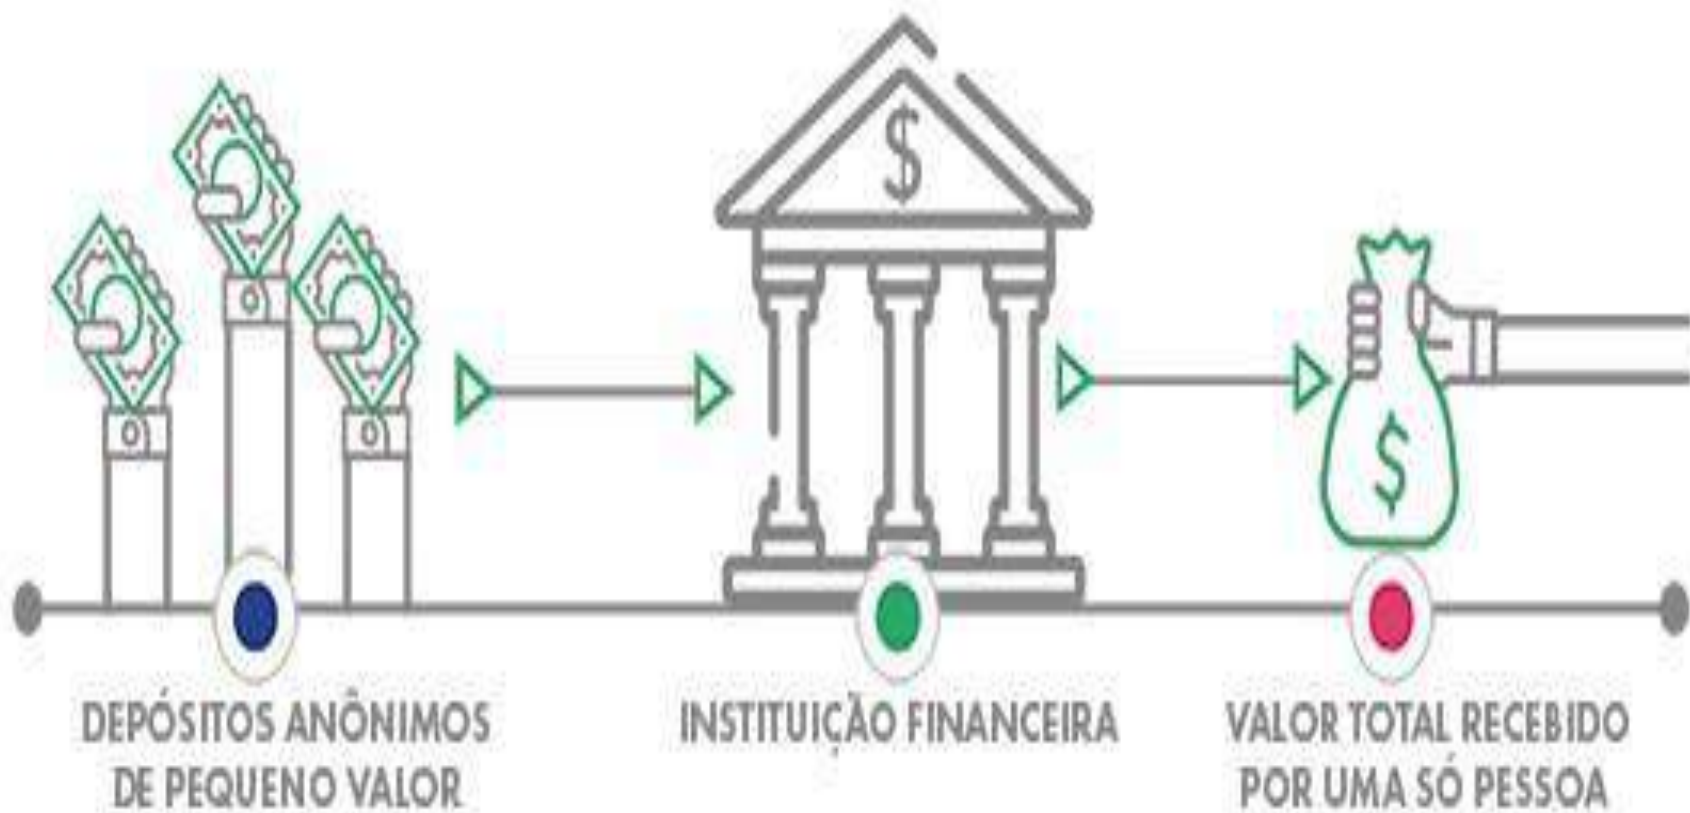 $
$
DEPÓSITOS ANÔNIMOS
DE PEQUENO VALOR
INSTITUIÇÃO FINANCEIRA
VALOR TOTAL RECEBIDO
POR UMA SÓ PESSOA